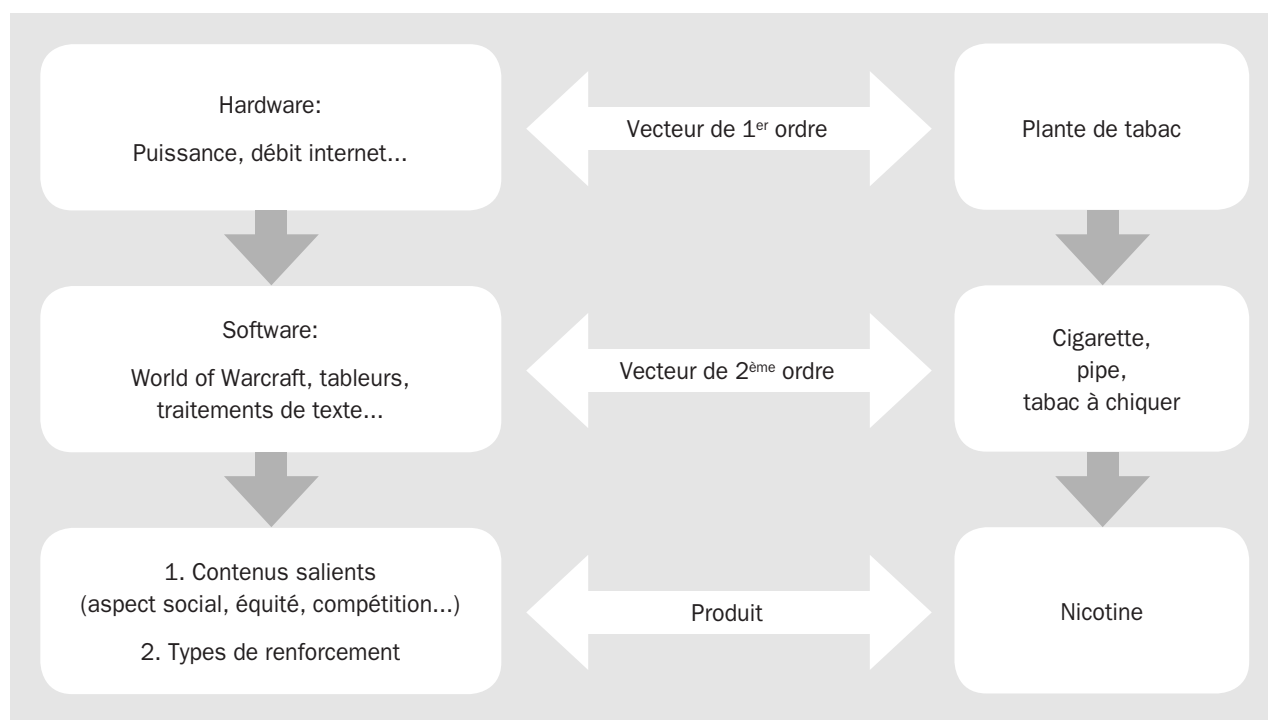 Hardware:
Puissance, débit internet...
Vecteur de 1er ordre
Plante de tabac
Software:
World of Warcraft, tableurs,
traitements de texte...
Vecteur de 2ème ordre
Cigarette,
pipe,
tabac à chiquer
1. Contenus salients
(aspect social, équité, compétition...)
2. Types de renforcement
Produit
Nicotine